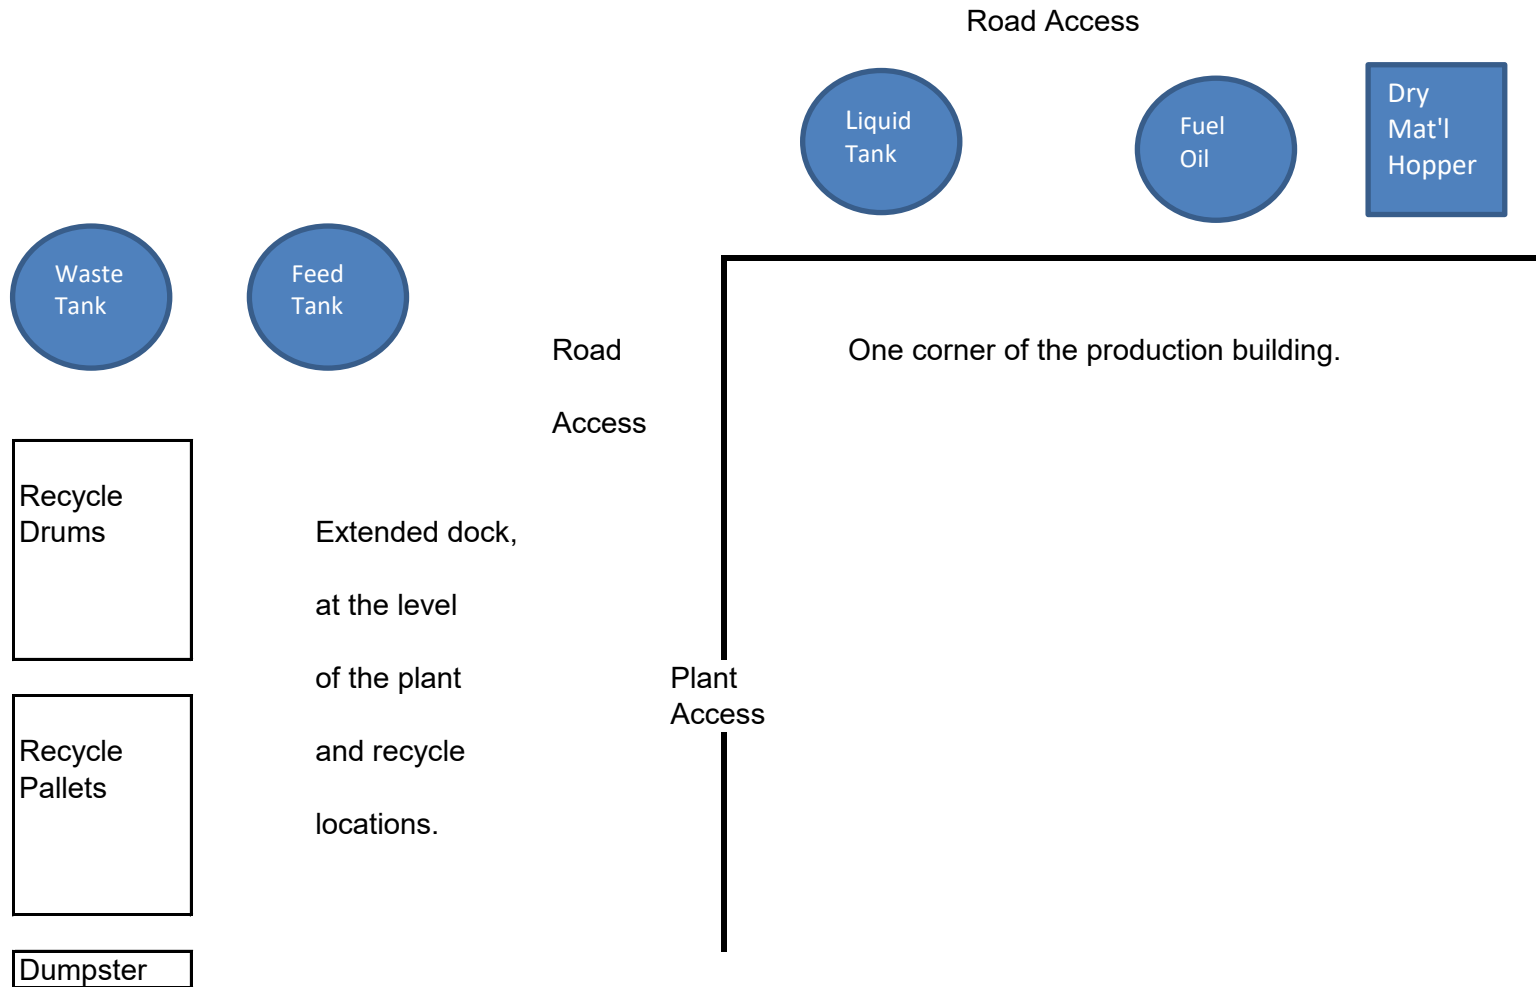 Road Access
Liquid
Tank
Fuel
Oil
Dry
Mat'l
Hopper
Waste
Tank
Feed
Tank
Road
Access
One corner of the production building.
Recycle
Drums
Extended dock,
at the level
of the plant
and recycle
locations.
Plant
Access
Recycle
Pallets
Dumpster